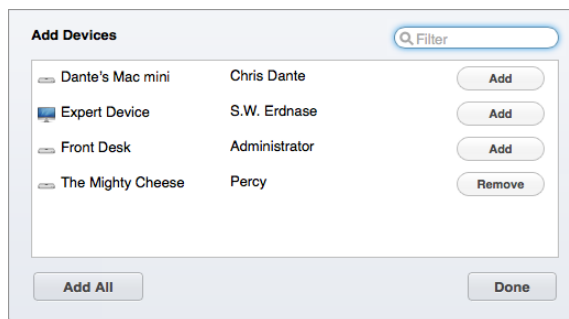 Add Devices
Filter
Dante's Mac mini Chris Dante Add
Expert Device S.W. Erdnase Add
Front Desk Administrator Add
The Mighty Cheese Percy Remove
Add All Done